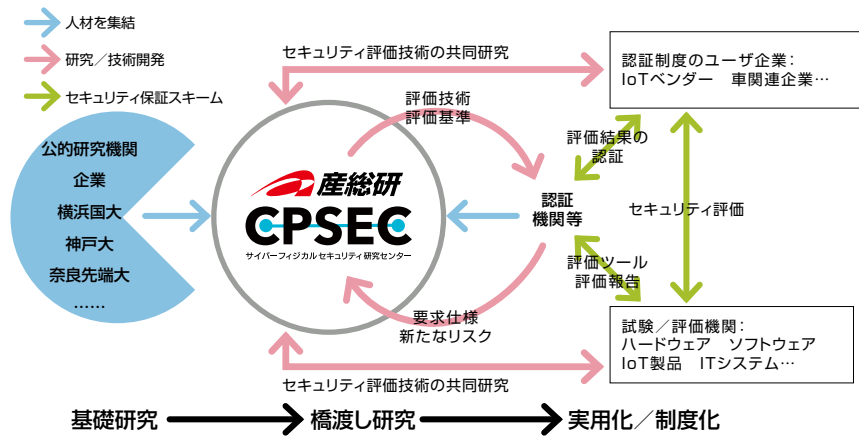 人材を集結
研究／技術開発
セキュリティ保証スキーム
セキュリティ評価技術の共同研究
認証制度のユーザ企業：
IoTベンダー　車関連企業…
公的研究機関
企業
横浜国大
神戸大
奈良先端大
……
産総研
CPSEC
サイバーフィジカルセキュリティ研究センター
評価技術
評価基準
認証
機関等
要求仕様
新たなリスク
評価結果の
認証
セキュリティ評価
評価ツール
評価報告
試験／評価機関：
ハードウェア　ソフトウェア
IoT製品　ITシステム…
セキュリティ評価技術の共同研究
基礎研究
橋渡し研究
実用化／制度化